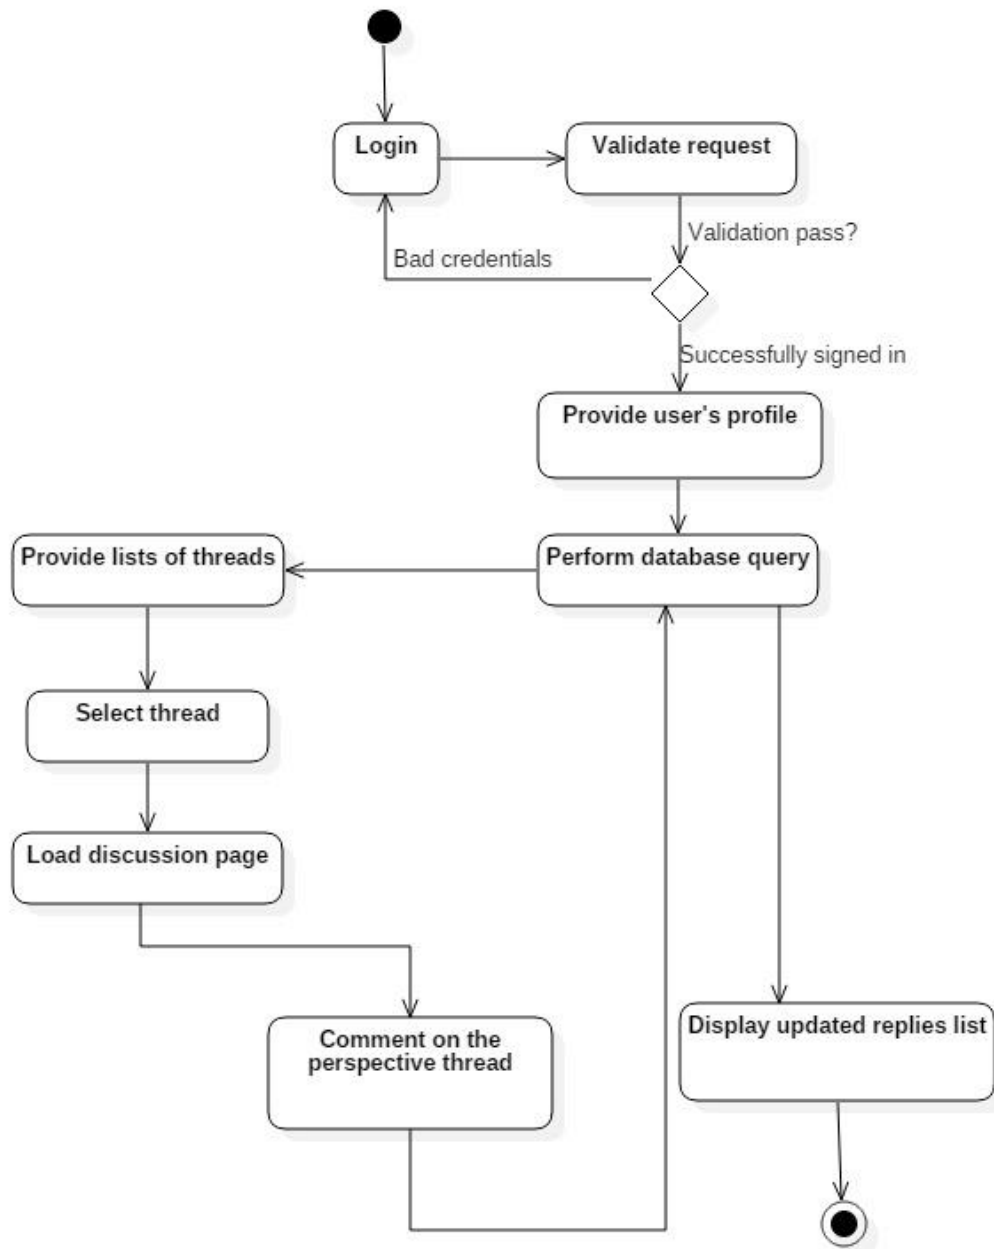 Login
Validate request
Validation pass?
Bad credentials
Successfully signed in
Provide user's profile
Provide lists of threads
Perform database query
Select thread
Load discussion page
Display updated replies list
Comment on the
perspective thread